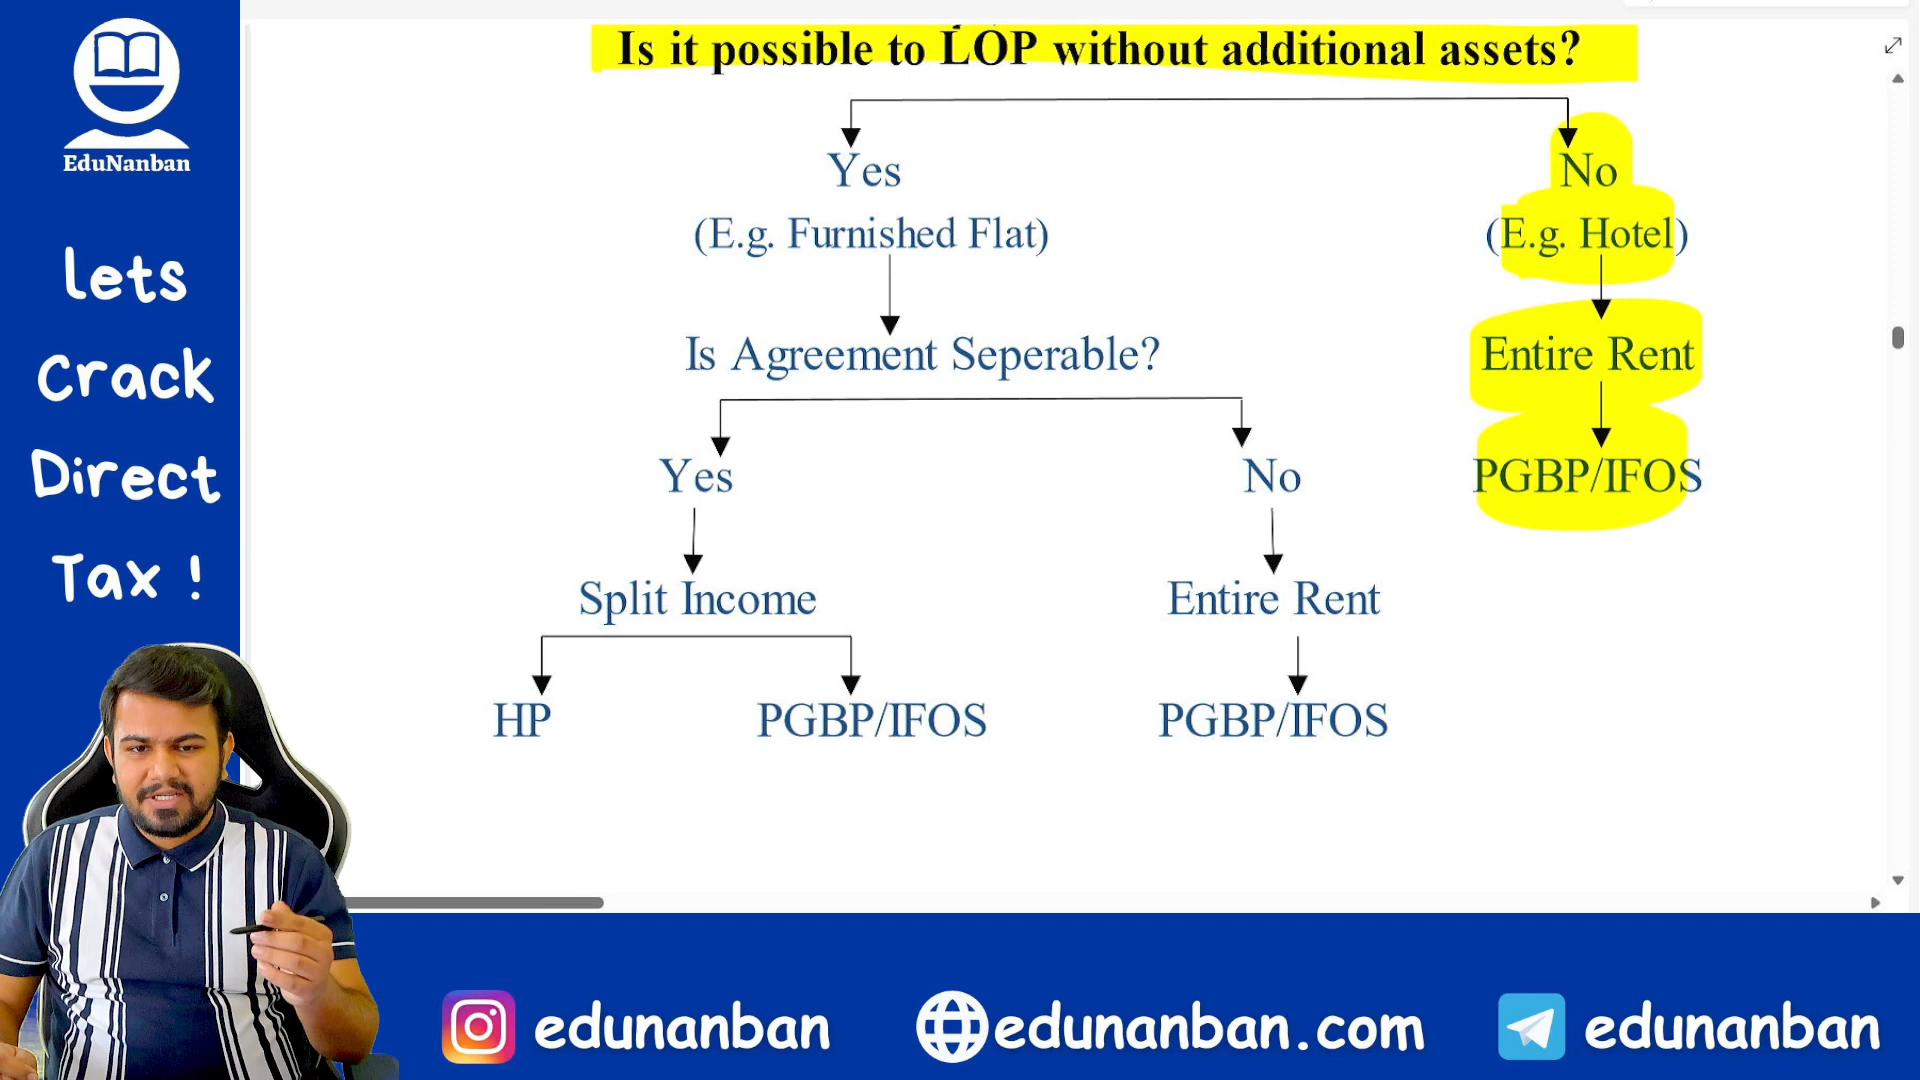 EduNanban
Lets
Crack
Direct
Tax !
Is it possible to LOP without additional assets?
Yes
No
(E.g. Furnished Flat)
(E.g. Hotel)
Is Agreement Seperable?
Entire Rent
Yes
No
PGBP/IFOS
Split Income
Entire Rent
HP
PGBP/IFOS
PGBP/IFOS
edunanban
edunanban.com
edunanban